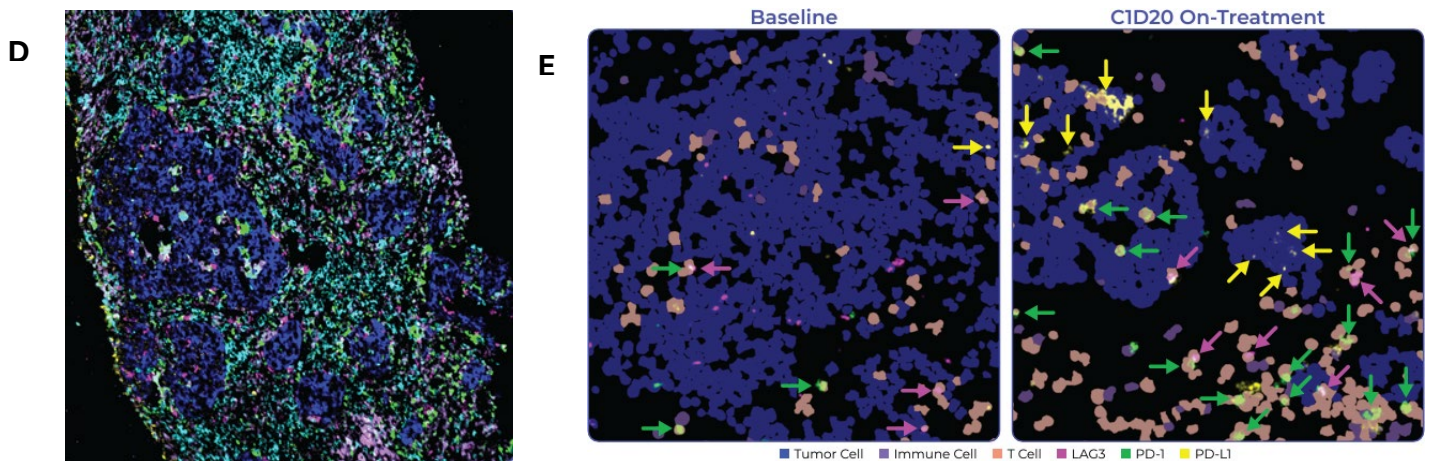 D
E
Baseline
C1D20 On-Treatment
Tumor Cell Immune Cell T Cell LAG3 PD-1 PD-L1